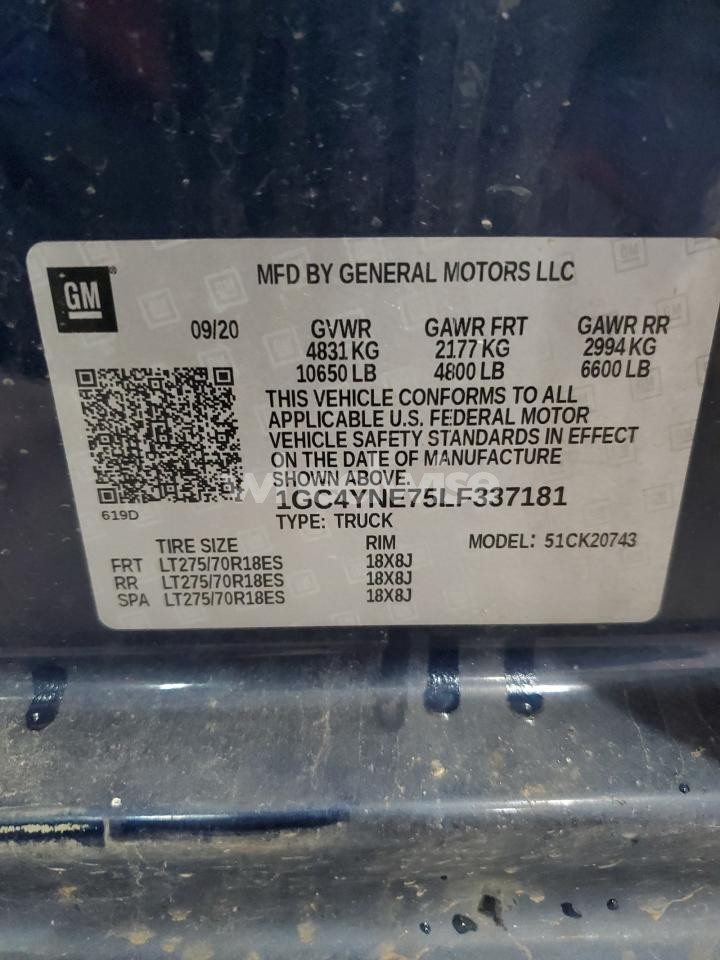 GM
MFD BY GENERAL MOTORS LLC
09/20 GVWR GAWR FRT GAWR RR
4831 KG 2177 KG 2994 KG
10650 LB 4800 LB 6600 LB
THIS VEHICLE CONFORMS TO ALL
APPLICABLE U.S. FEDERAL MOTOR
VEHICLE SAFETY STANDARDS IN EFFECT
ON THE DATE OF MANUFACTURE
SHOWN ABOVE.
619D
1GC4YNE75LF337181
TYPE: TRUCK
MODEL: 51CK20743
TIRE SIZE RIM
FRT LT275/70R18ES 18X8J
RR LT275/70R18ES 18X8J
SPA LT275/70R18ES 18X8J